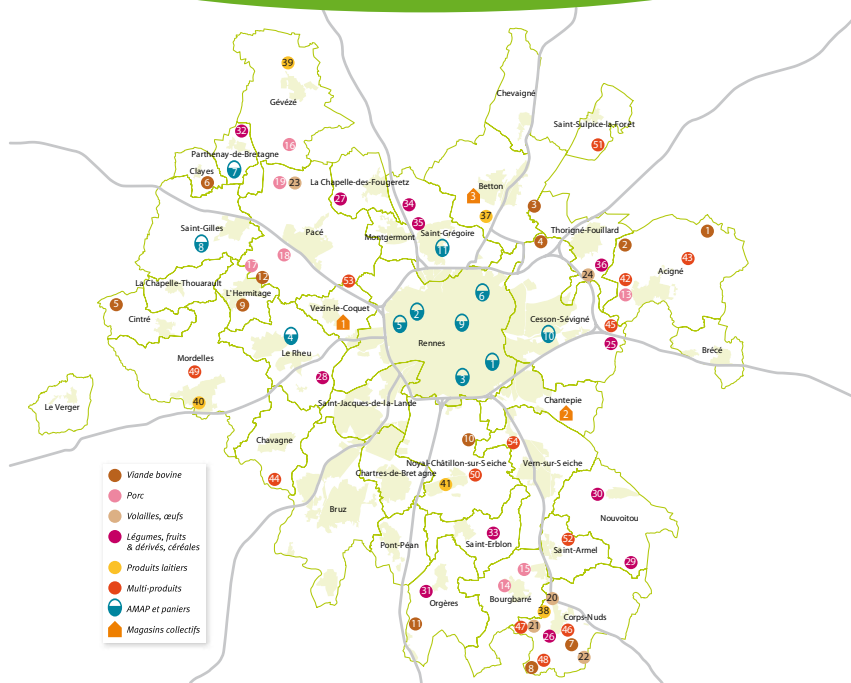 39
Gévézé
Chevaigné
Saint-Sulpice-la-Forêt
51
32
16
Parthenay-de-Bretagne
7
Clayes
6
19
23
La Chapelle-des-Fougeretz
27
34
35
Betton
3
37
3
4
Thorigné-Fouillard
2
1
Saint-Gilles
8
Pacé
Montgermont
Saint-Grégoire
11
18
17
12
36
24
43
Acigné
42
13
La Chapelle-Thouarault
L'Hermitage
9
53
5
Cintré
Vezin-le-Coquet
1
6
2
5
9
Rennes
Cesson-Sévigné
10
45
25
Brécé
4
Le Rheu
Mordelles
49
40
28
1
3
Le Verger
Saint-Jacques-de-la-Lande
Chantepie
2
Chavagne
10
54
44
Noyal-Châtillon-sur-Seiche
Chartres-de-Bretagne
50
41
Vern-sur-Seiche
Bruz
30
Nouvoitou
Pont-Péan
33
Saint-Erblon
52
Saint-Armel
29
15
14
31
Orgères
Bourgbarré
20
38
11
Corps-Nuds
47
21
26
46
7
22
48
8
Viande bovine
Porc
Volailles, œufs
Légumes, fruits
& dérivés, céréales
Produits laitiers
Multi-produits
AMAP et paniers
Magasins collectifs